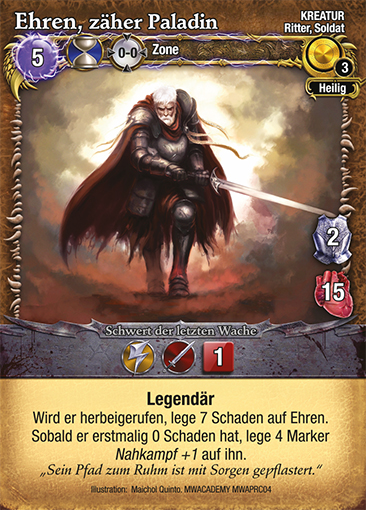 Ehren, zäher Paladin
KREATUR
Ritter, Soldat
5
0-0
Zone
3
Heilig
2
15
Schwert der letzten Wache
1
Legendär
Wird er herbeigerufen, lege 7 Schaden auf Ehren.
Sobald er erstmalig 0 Schaden hat, lege 4 Marker
Nahkampf +1 auf ihn.
„Sein Pfad zum Ruhm ist mit Sorgen gepflastert.“
Illustration: Maichol Quinto. MWACADEMY MWAPRC04